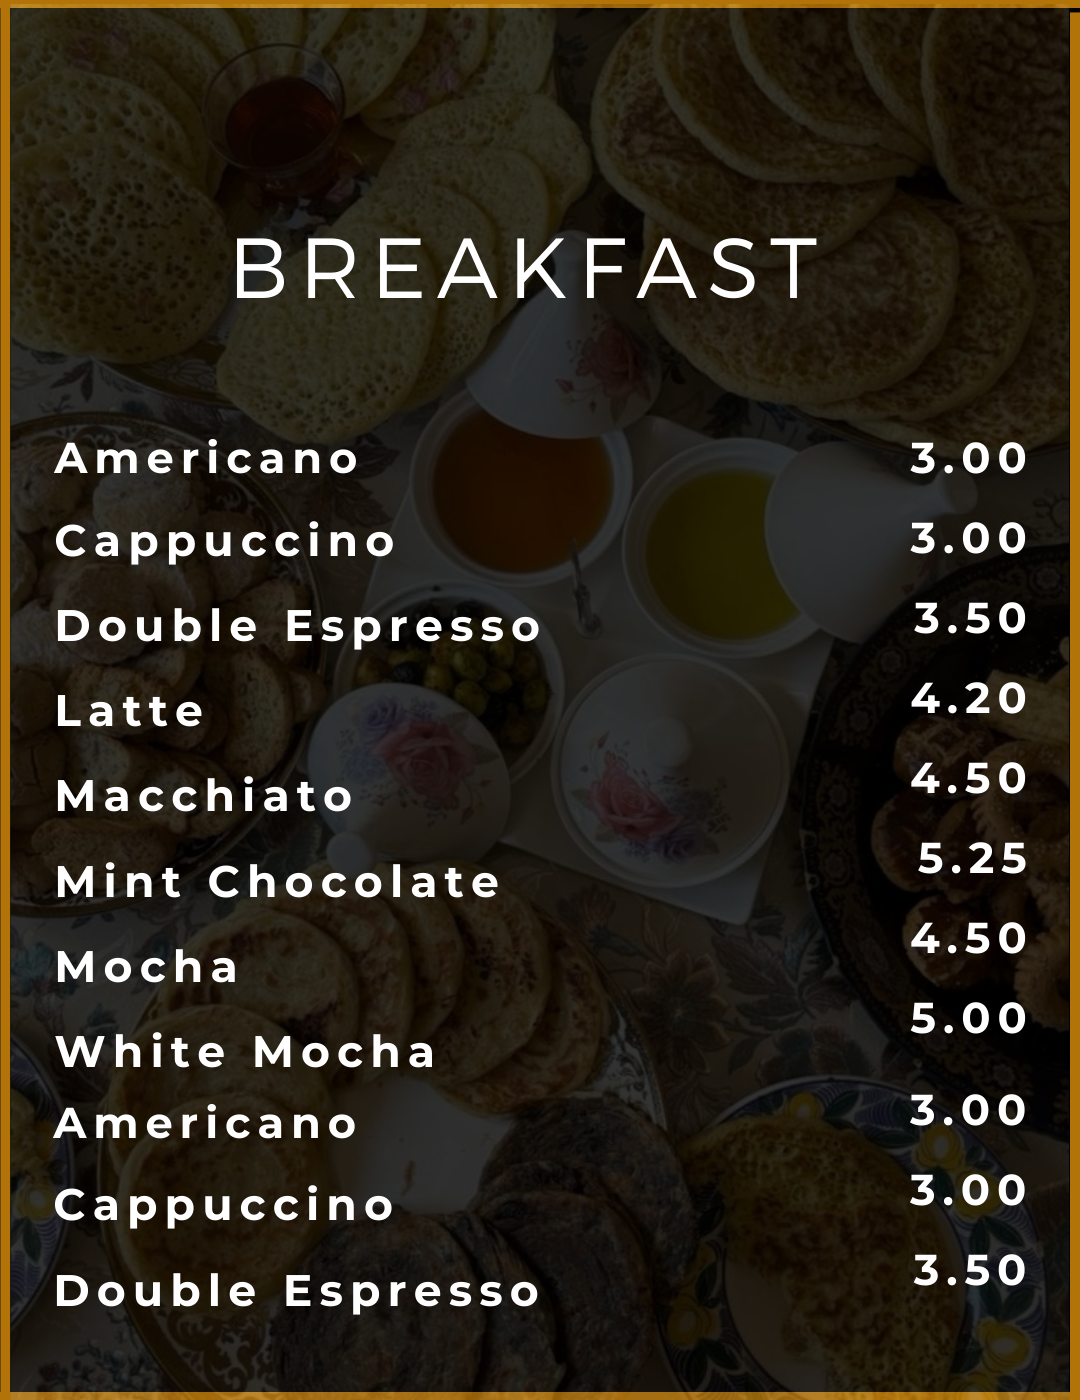 BREAKFAST
Americano 3.00
Cappuccino 3.00
Double Espresso 3.50
Latte 4.20
Macchiato 4.50
Mint Chocolate 5.25
Mocha 4.50
White Mocha 5.00
Americano 3.00
Cappuccino 3.00
Double Espresso 3.50